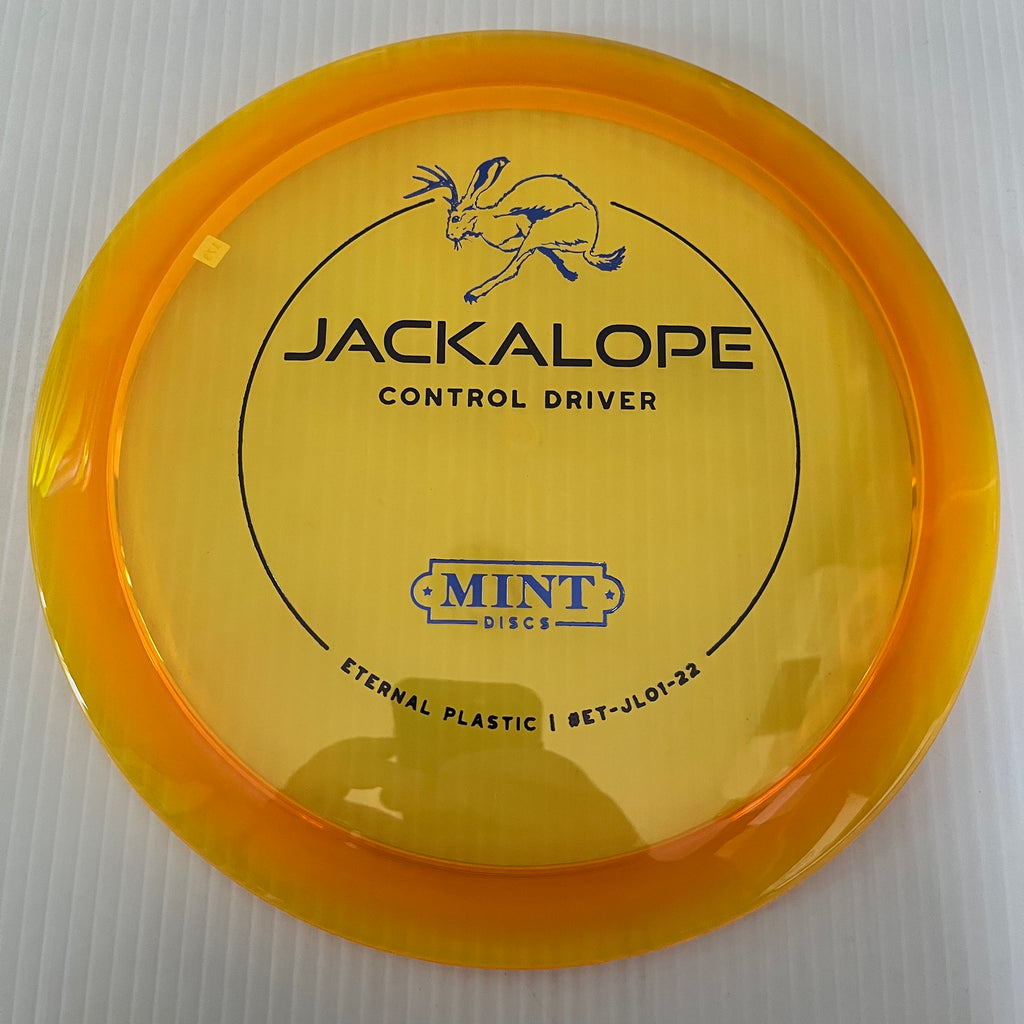 JACKALOPE
CONTROL DRIVER
MINT
DISCS
ETERNAL PLASTIC | #ET-JL01-22